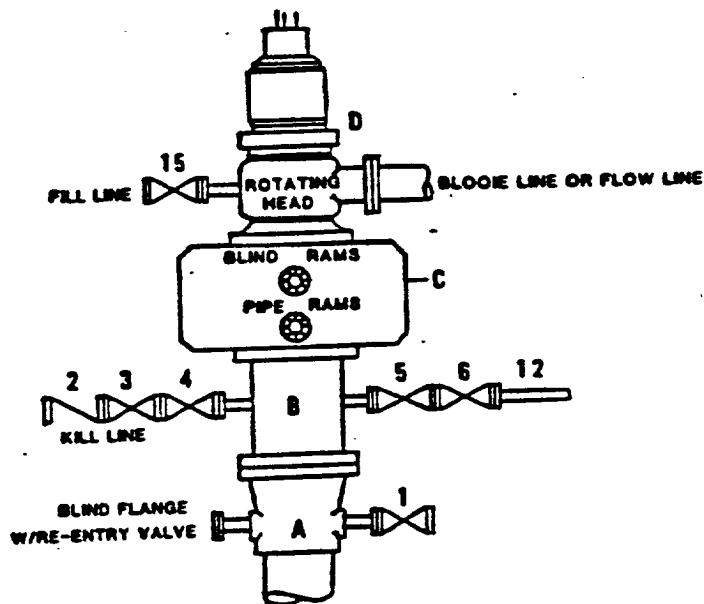 D
15
FILL LINE
ROTATING
HEAD
BLOOIE LINE OR FLOW LINE
BLIND RAMS
C
PIPE RAMS
2 3 4 5 6 12
B
KILL LINE
1
BLIND FLANGE
W/RE-ENTRY VALVE
A